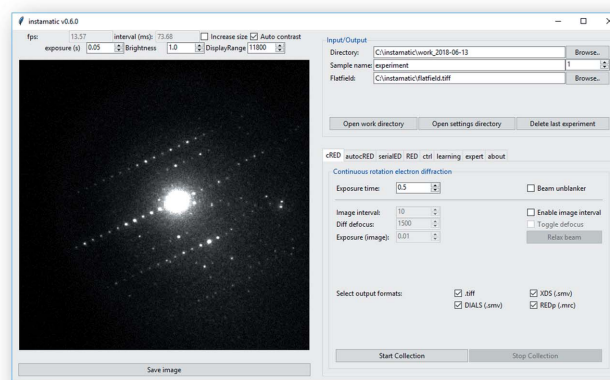 instamatic v0.6.0
fps: 13.57 interval (ms): 73.68 Increase size Auto contrast
exposure (s) 0.05 Brightness 1.0 DisplayRange 11800
Save image
Input/Output
Directory: C:\instamatic\work_2018-06-13 Browse..
Sample name: experiment 1
Flatfield: C:\instamatic\flatfield.tiff Browse..
Open work directory Open settings directory Delete last experiment
cRED autocRED serialED RED ctrl learning expert about
Continuous rotation electron diffraction
Exposure time: 0.5 Beam unblanker
Image interval: 10 Enable image interval
Diff defocus: 1500 Toggle defocus
Exposure (image): 0.01 Relax beam
Select output formats: .tiff XDS (.smv)
DIALS (.smv) REDp (.mrc)
Start Collection Stop Collection